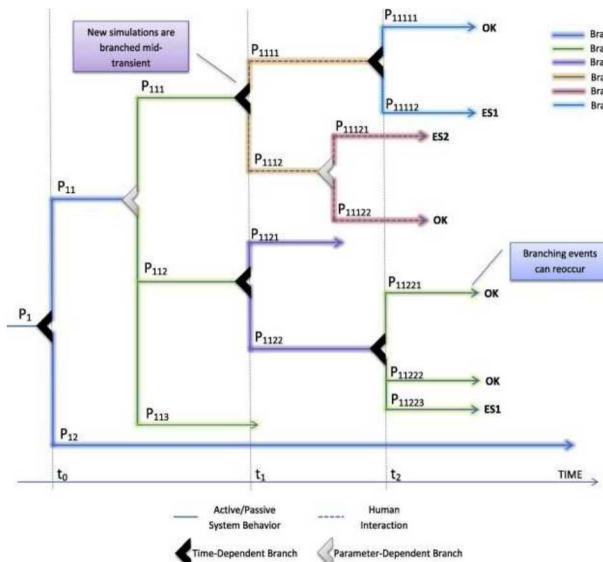 New simulations are
branched mid-
transient
P11111
OK
P1111
P111
P11112
ES1
P11121
ES2
P1112
P11
P11122
OK
P1121
Branching events
can reoccur
P112
P11221
OK
P1
P1122
P11222
OK
P11223
ES1
P113
P12
t0
t1
t2
TIME
Active/Passive
System Behavior
Human
Interaction
Time-Dependent Branch
Parameter-Dependent Branch
Bra
Bra
Bra
Bra
Bra
Bra